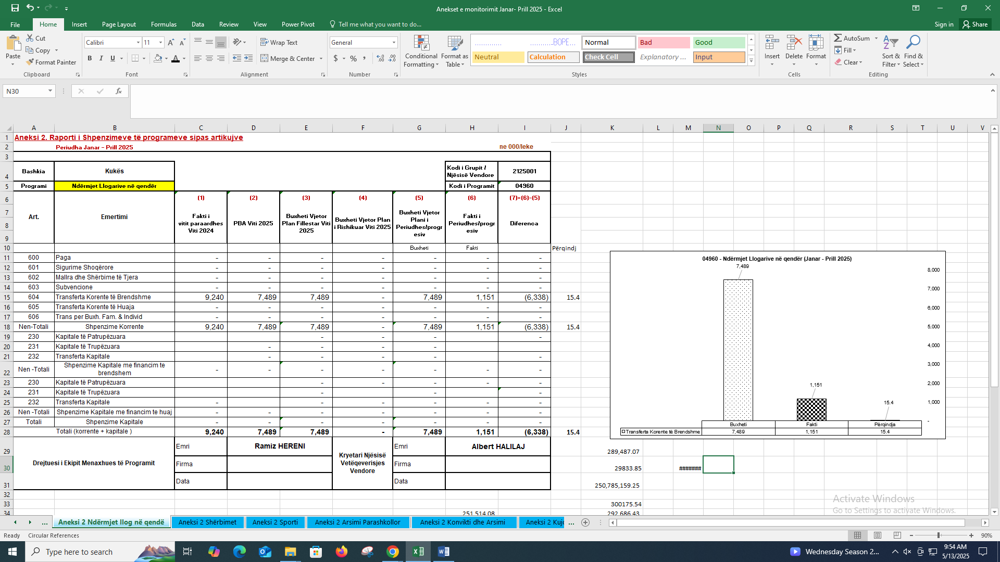 Anekset e monitorimit Janar- Prill 2025 - Excel
File Home Insert Page Layout Formulas Data Review View Power Pivot Tell me what you want to do... Sign in Share
Paste Cut Copy Format Painter Clipboard
Calibri 11 Font
Wrap Text Merge & Center Alignment
General Number
Conditional Formatting Format as Table
.............. ..............BOPE... Normal Bad Good
Neutral Calculation Check Cell Explanatory ... Input
Styles
Insert Delete Format Cells
AutoSum Fill Clear Sort & Filter Find & Select Editing
N30 fx
A B C D E F G H I J K L M N O P Q R S T U V
1 Aneksi 2. Raporti i Shpenzimeve të programeve sipas artikujve
2 Periudha Janar - Prill 2025 ne 000/leke
3
4 Bashkia Kukës Kodi i Grupit / Njësisë Vendore 2125001
5 Programi Ndërmjet Llogarive në qendër Kodi i Programit 04960
6 (1) (2) (3) (4) (5) (6) (7)=(6)-(5)
7 8 9 Art. Emertimi Fakti i vitit paraardhes Viti 2024 PBA Viti 2025 Buxheti Vjetor Plan Fillestar Viti 2025 Buxheti Vjetor Plan i Rishikuar Viti 2025 Buxheti Vjetor Plani i Periudhes/progresiv Fakti i Periudhes/progresiv Diferenca
10 Buxheti Fakti Përqindj
11 600 Paga - - - - - - -
12 601 Sigurime Shoqërore - - - - - - -
13 602 Mallra dhe Shërbime të Tjera - - - - - - -
14 603 Subvencione - - - - - - -
15 604 Transferta Korente të Brendshme 9,240 7,489 7,489 - 7,489 1,151 (6,338) 15.4
16 605 Transferta Korente të Huaja - - - - - - -
17 606 Trans per Buxh. Fam. & Individ - - - - - - -
18 Nen-Totali Shpenzime Korrente 9,240 7,489 7,489 - 7,489 1,151 (6,338) 15.4
19 230 Kapitale të Patrupëzuara - - - - -
20 231 Kapitale të Trupëzuara - - - - -
21 232 Transferta Kapitale - - - - -
22 Nen -Totali Shpenzime Kapitale me financim te brendshem - - - - - - -
23 230 Kapitale të Patrupëzuara - - - - -
24 231 Kapitale të Trupëzuara - - - -
25 232 Transferta Kapitale - - - - - -
26 Nen -Totali Shpenzime Kapitale me financim te huaj - - - - - - -
27 Totali Shpenzime Kapitale - - - - - - -
28 Totali (korrente + kapitale ) 9,240 7,489 7,489 - 7,489 1,151 (6,338) 15.4
29 Drejtuesi i Ekipit Menaxhues të Programit Emri Ramiz HERENI Kryetari Njësisë Vetëqeverisjes Vendore Emri Albert HALILAJ 289,487.07
30 Firma Firma 29833.85 #######
31 Data Data 250,785,159.25
32
33 300175.54
34 251,514.08 292,686.43
04960 - Ndërmjet Llogarive në qendër (Janar - Prill 2025)
7,489
1,151
15.4
8,000
7,000
6,000
5,000
4,000
3,000
2,000
1,000
-
Buxheti Fakti Përqindja
Transferta Korente të Brendshme 7,489 1,151 15.4
Activate Windows
Go to Settings to activate Windows.
... Aneksi 2 Ndërmjet llog në qendë Aneksi 2 Shërbimet Aneksi 2 Sporti Aneksi 2 Arsimi Parashkollor Aneksi 2 Konvikti dhe Arsimi Aneksi 2 Kujo ...
Ready Circular References 90%
Type here to search Wednesday Season 2... 9:54 AM
5/13/2025